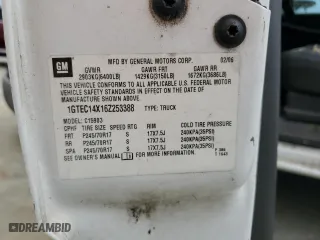 GM
MFD BY GENERAL MOTORS CORP. 02/06
GVWR GAWR FRT GAWR RR
2903KG(6400LB) 1429KG(3150LB) 1672KG(3686LB)
THIS VEHICLE CONFORMS TO ALL APPLICABLE U.S. FEDERAL MOTOR
VEHICLE SAFETY STANDARDS IN EFFECT ON THE DATE OF
MANUFACTURE SHOWN ABOVE.
1GTEC14X16Z253388 TYPE: TRUCK
MODEL: C15903
TIRE SIZE SPEED RTG RIM COLD TIRE PRESSURE
FRT P245/70R17 S 17X7.5J 240KPA(35PSI)
RR P245/70R17 S 17X7.5J 240KPA(35PSI)
SPA P245/70R17 S 17X7.5J 240KPA(35PSI)
SEE OWNER'S MANUAL FOR MORE INFORMATION.
© AutoBidMaster